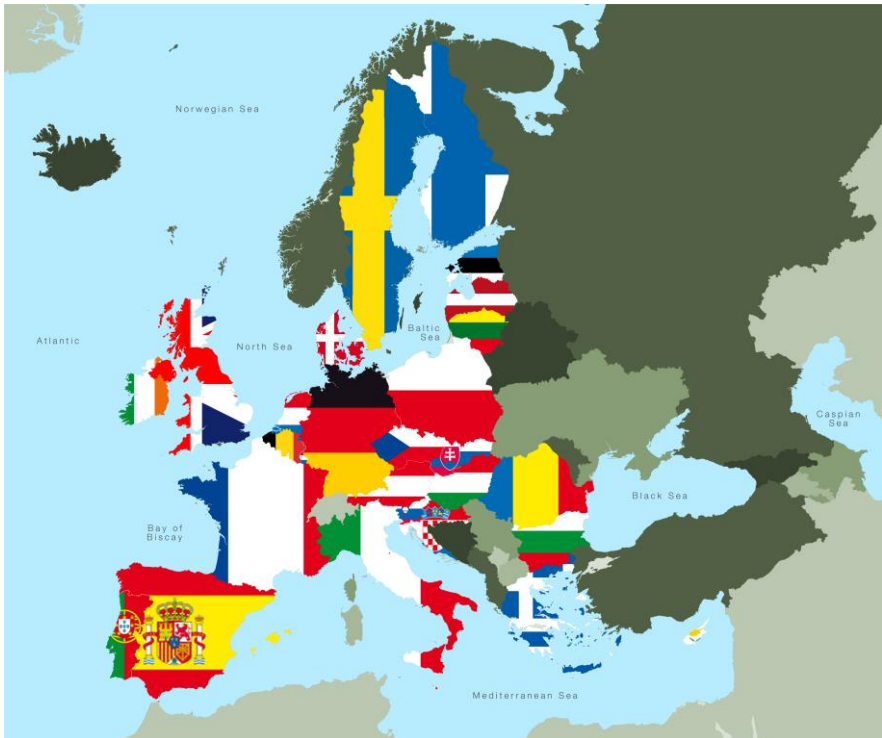 Norwegian Sea
Atlantic
North Sea
Baltic
Sea
Caspian
Sea
Black Sea
Bay of
Biscay
Mediterranean Sea